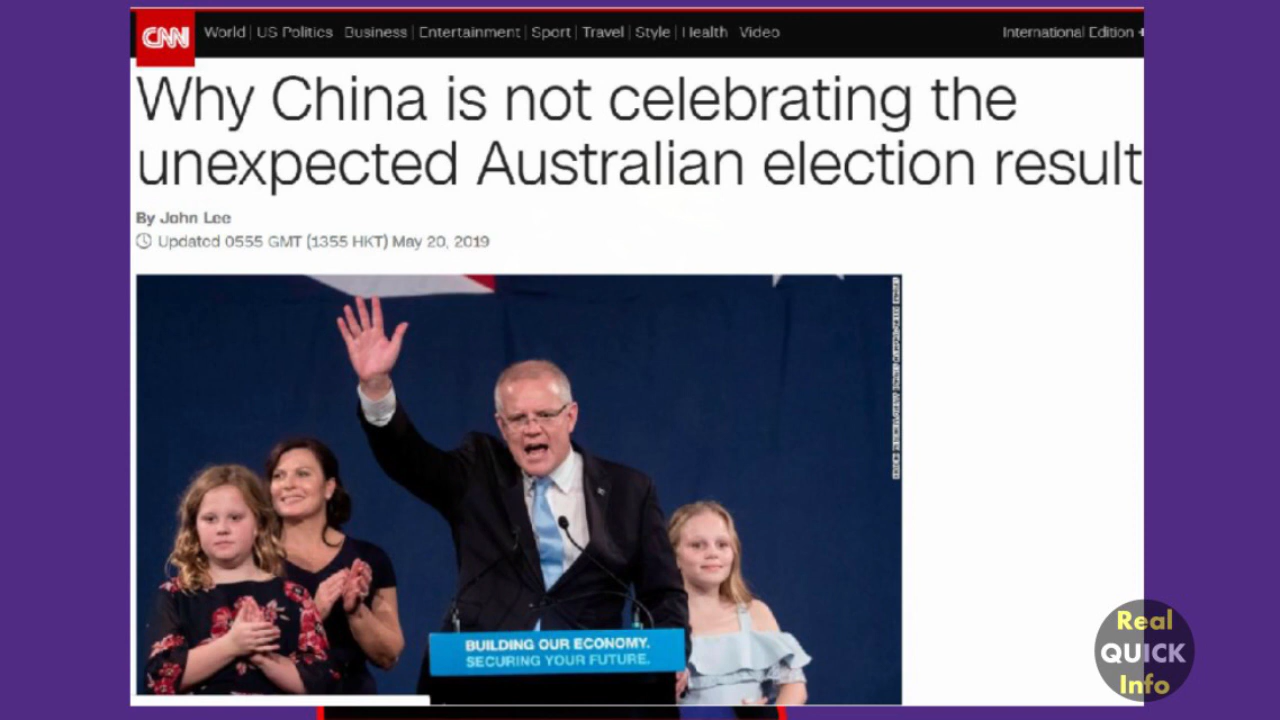 CNN World US Politics Business Entertainment Sport Travel Style Health Video International Edition
Why China is not celebrating the
unexpected Australian election result
By John Lee
Updated 0555 GMT (1355 HKT) May 20, 2019
BUILDING OUR ECONOMY.
SECURING YOUR FUTURE.
Real
QUICK
Info